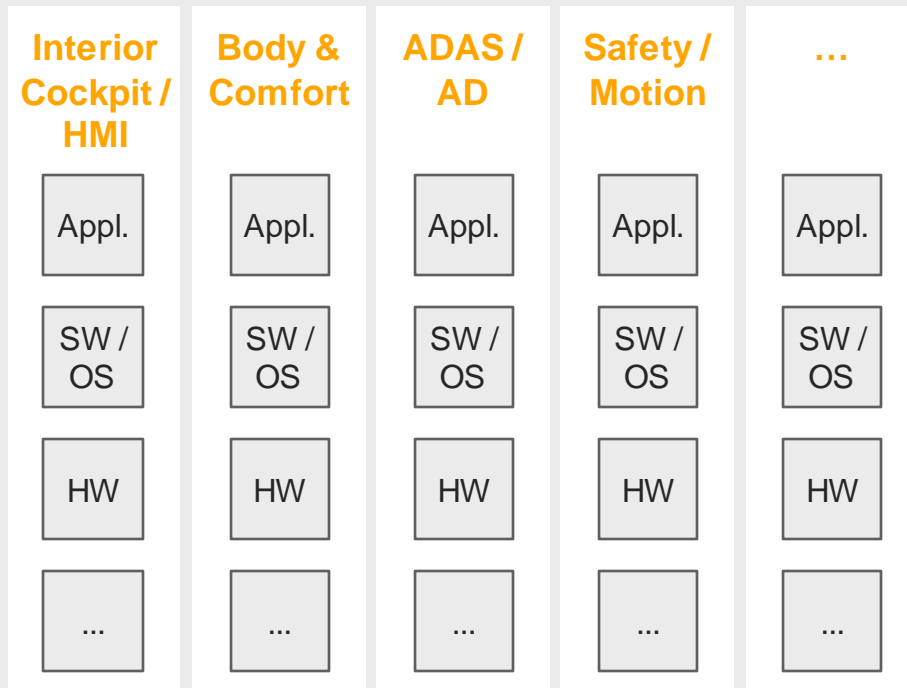 Interior
Cockpit /
HMI
Body &
Comfort
ADAS /
AD
Safety /
Motion
...
Appl.
Appl.
Appl.
Appl.
Appl.
SW /
OS
SW /
OS
SW /
OS
SW /
OS
SW /
OS
HW
HW
HW
HW
HW
...
...
...
...
...